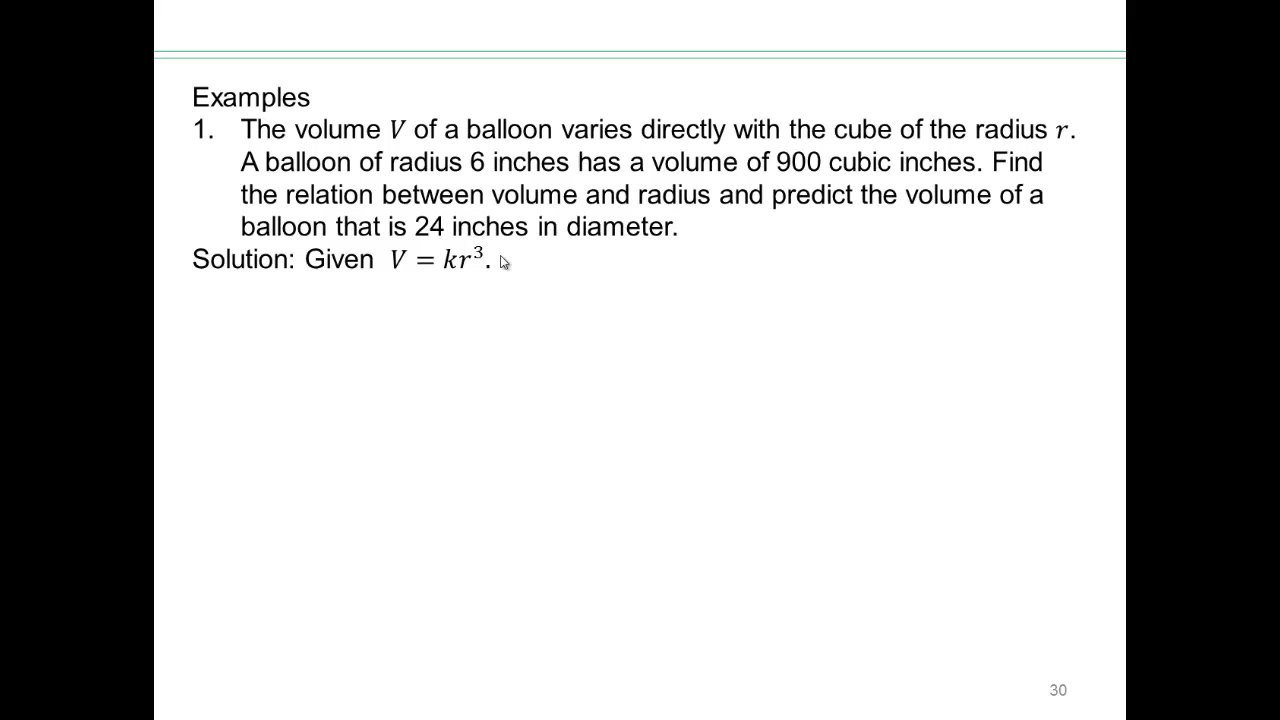 Examples
1. The volume V of a balloon varies directly with the cube of the radius r.
A balloon of radius 6 inches has a volume of 900 cubic inches. Find
the relation between volume and radius and predict the volume of a
balloon that is 24 inches in diameter.
Solution: Given V = kr³.
30